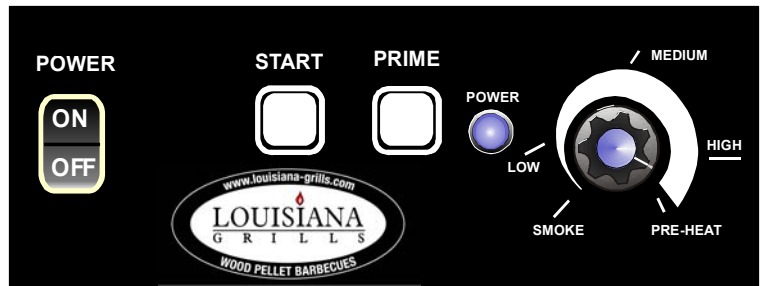 POWER
ON
OFF
START
PRIME
POWER
MEDIUM
HIGH
LOW
SMOKE
PRE-HEAT
www.louisiana-grills.com
LOUISIANA
GRILLS
WOOD PELLET BARBECUES